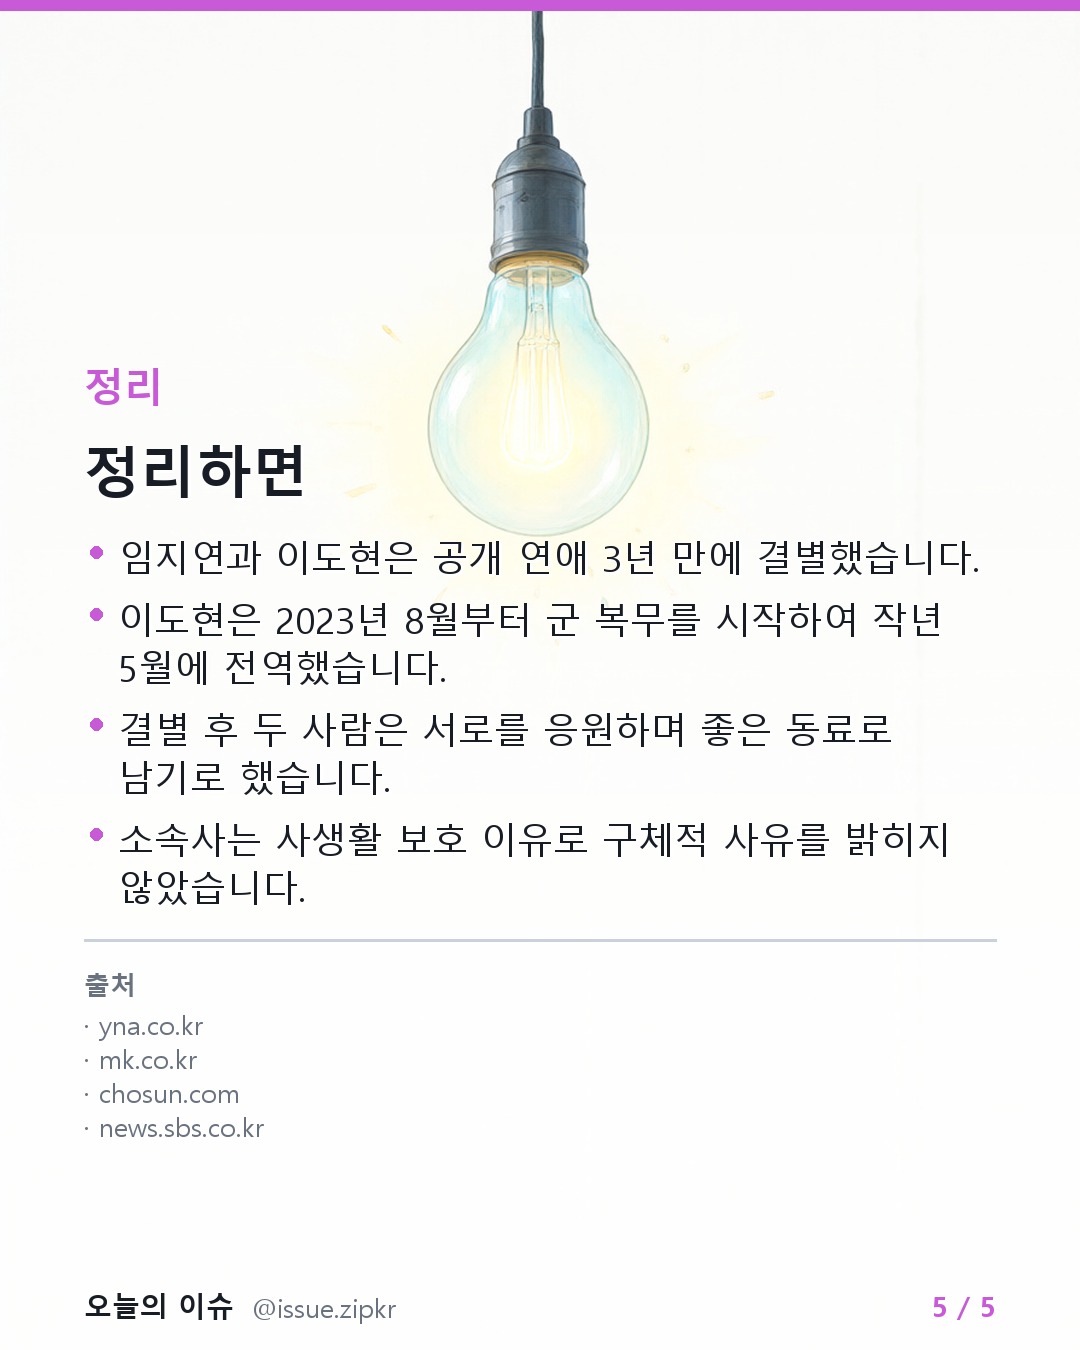 정리
정리하면
• 임지연과 이도현은 공개 연애 3년 만에 결별했습니다.
• 이도현은 2023년 8월부터 군 복무를 시작하여 작년
5월에 전역했습니다.
• 결별 후 두 사람은 서로를 응원하며 좋은 동료로
남기로 했습니다.
• 소속사는 사생활 보호 이유로 구체적 사유를 밝히지
않았습니다.
출처
· yna.co.kr
· mk.co.kr
· chosun.com
· news.sbs.co.kr
오늘의 이슈 @issue.zipkr 5 / 5